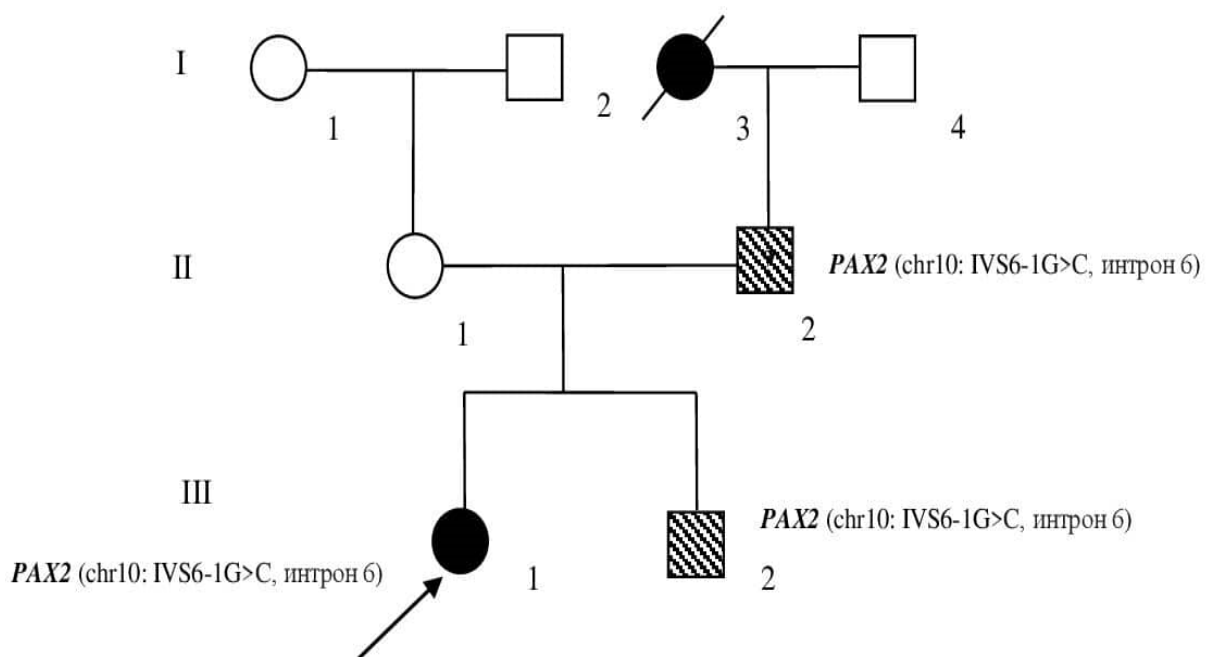 I
1
2
3
4
II
PAX2 (chr10: IVS6-1G>C, интрон 6)
1
2
III
PAX2 (chr10: IVS6-1G>C, интрон 6)
PAX2 (chr10: IVS6-1G>C, интрон 6)
1
2